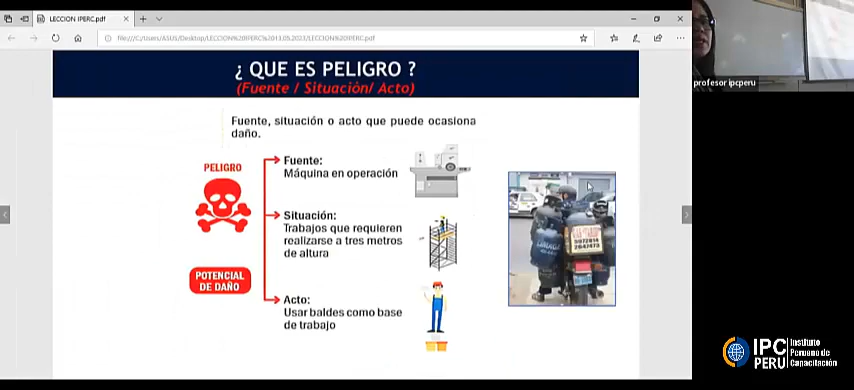 LECCION IPERC.pdf
file:///C:/Users/ASUS/Desktop/LECCION%20IPERC%2013.05.2023/LECCION%20IPERC.pdf
¿ QUE ES PELIGRO ?
(Fuente / Situación/ Acto)
Fuente, situación o acto que puede ocasiona
daño.
PELIGRO
Fuente:
Máquina en operación
Situación:
Trabajos que requieren
realizarse a tres metros
de altura
POTENCIAL
DE DAÑO
Acto:
Usar baldes como base
de trabajo
profesor ipcperu
IPC
PERU
Instituto
Peruano de
Capacitación